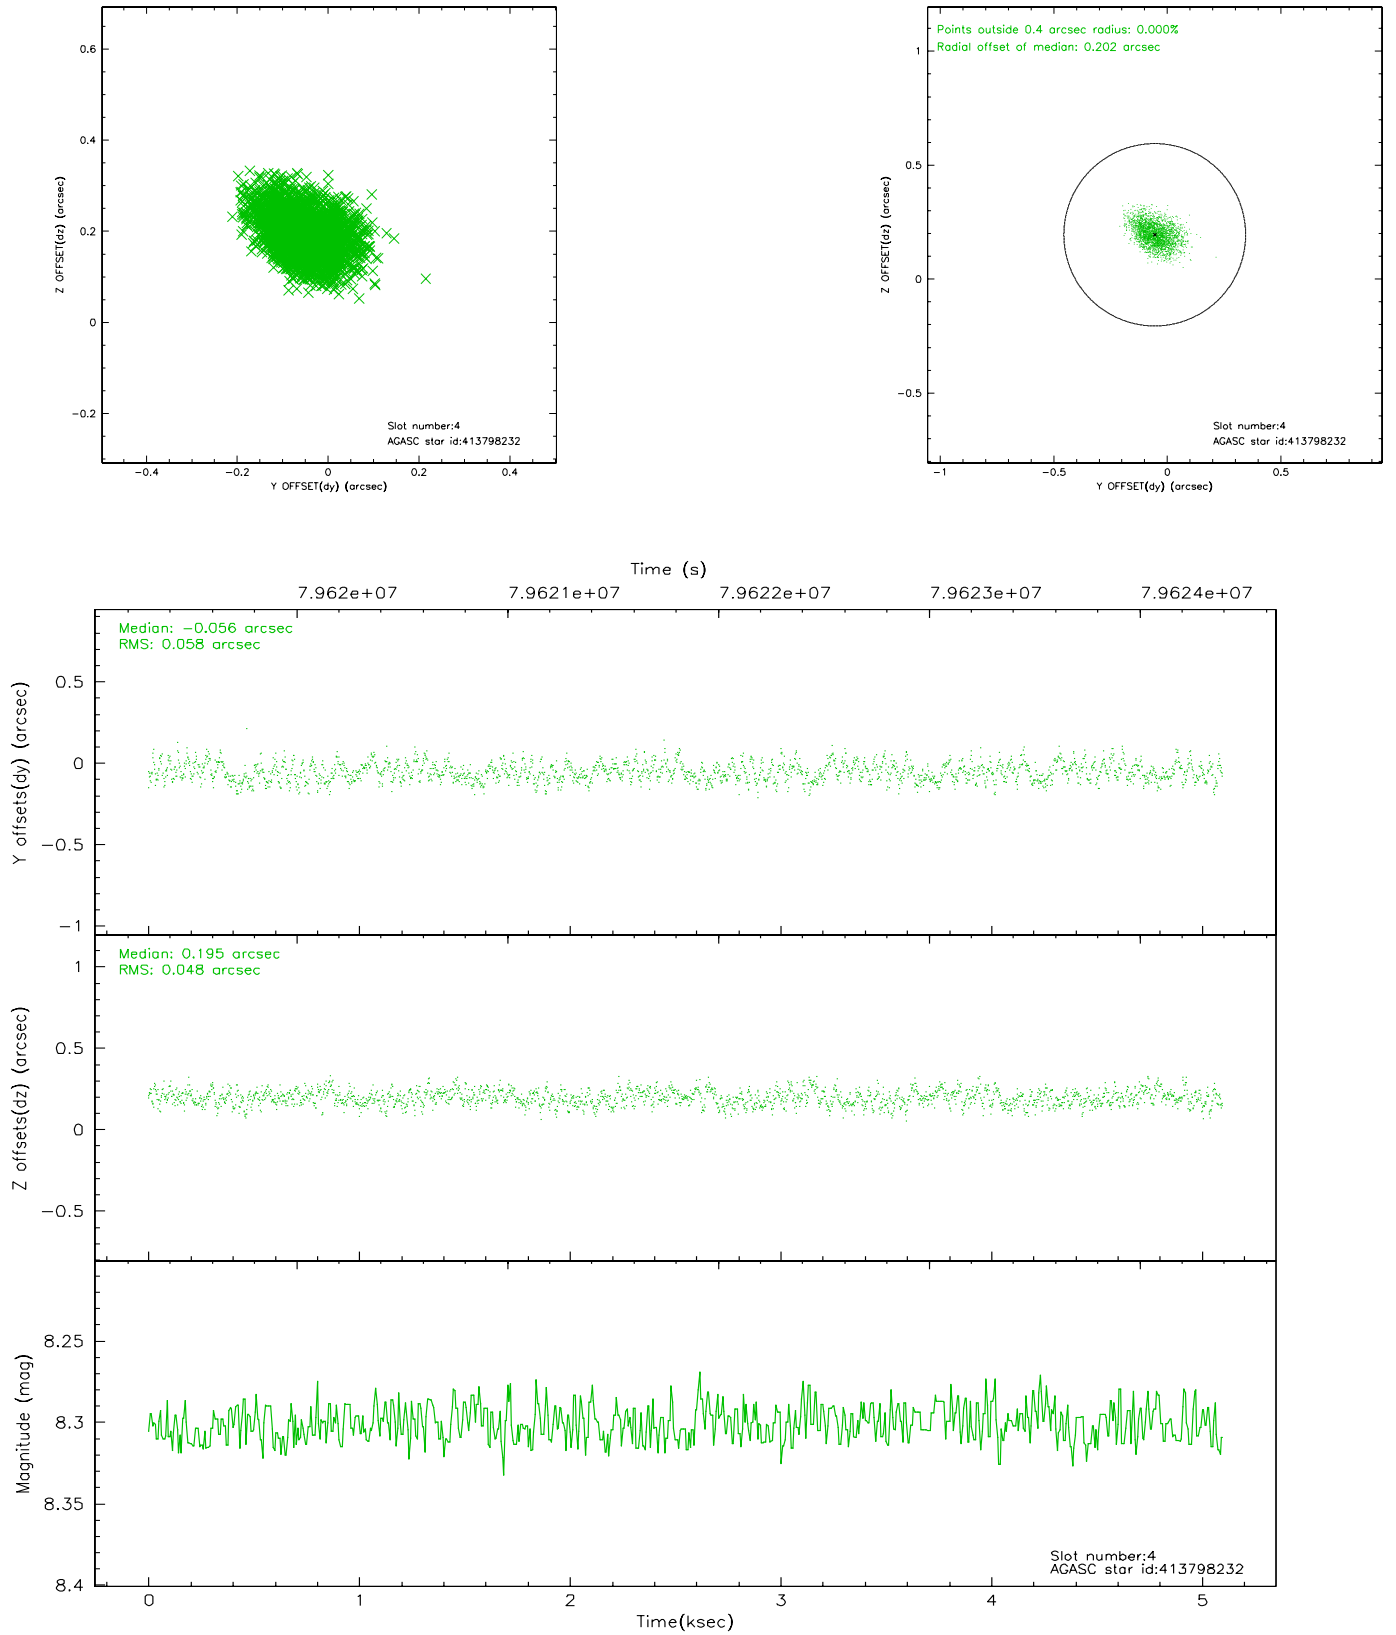 0.6
0.4
0.2
0
−0.2
Z OFFSET(dz) (arcsec)
Slot number:4
AGASC star id:413798232
−0.4 −0.2 0 0.2 0.4
Y OFFSET(dy) (arcsec)
Points outside 0.4 arcsec radius: 0.000%
Radial offset of median: 0.202 arcsec
1
0.5
0
−0.5
Z OFFSET(dz) (arcsec)
Slot number:4
AGASC star id:413798232
−1 −0.5 0 0.5
Y OFFSET(dy) (arcsec)
Time (s)
7.962e+07 7.9621e+07 7.9622e+07 7.9623e+07 7.9624e+07
Median: −0.056 arcsec
RMS: 0.058 arcsec
0.5
0
−0.5
−1
Y offsets(dy) (arcsec)
Median: 0.195 arcsec
RMS: 0.048 arcsec
1
0.5
0
−0.5
Z offsets(dz) (arcsec)
8.25
8.3
8.35
8.4
Magnitude (mag)
Slot number:4
AGASC star id:413798232
0 1 2 3 4 5
Time(ksec)